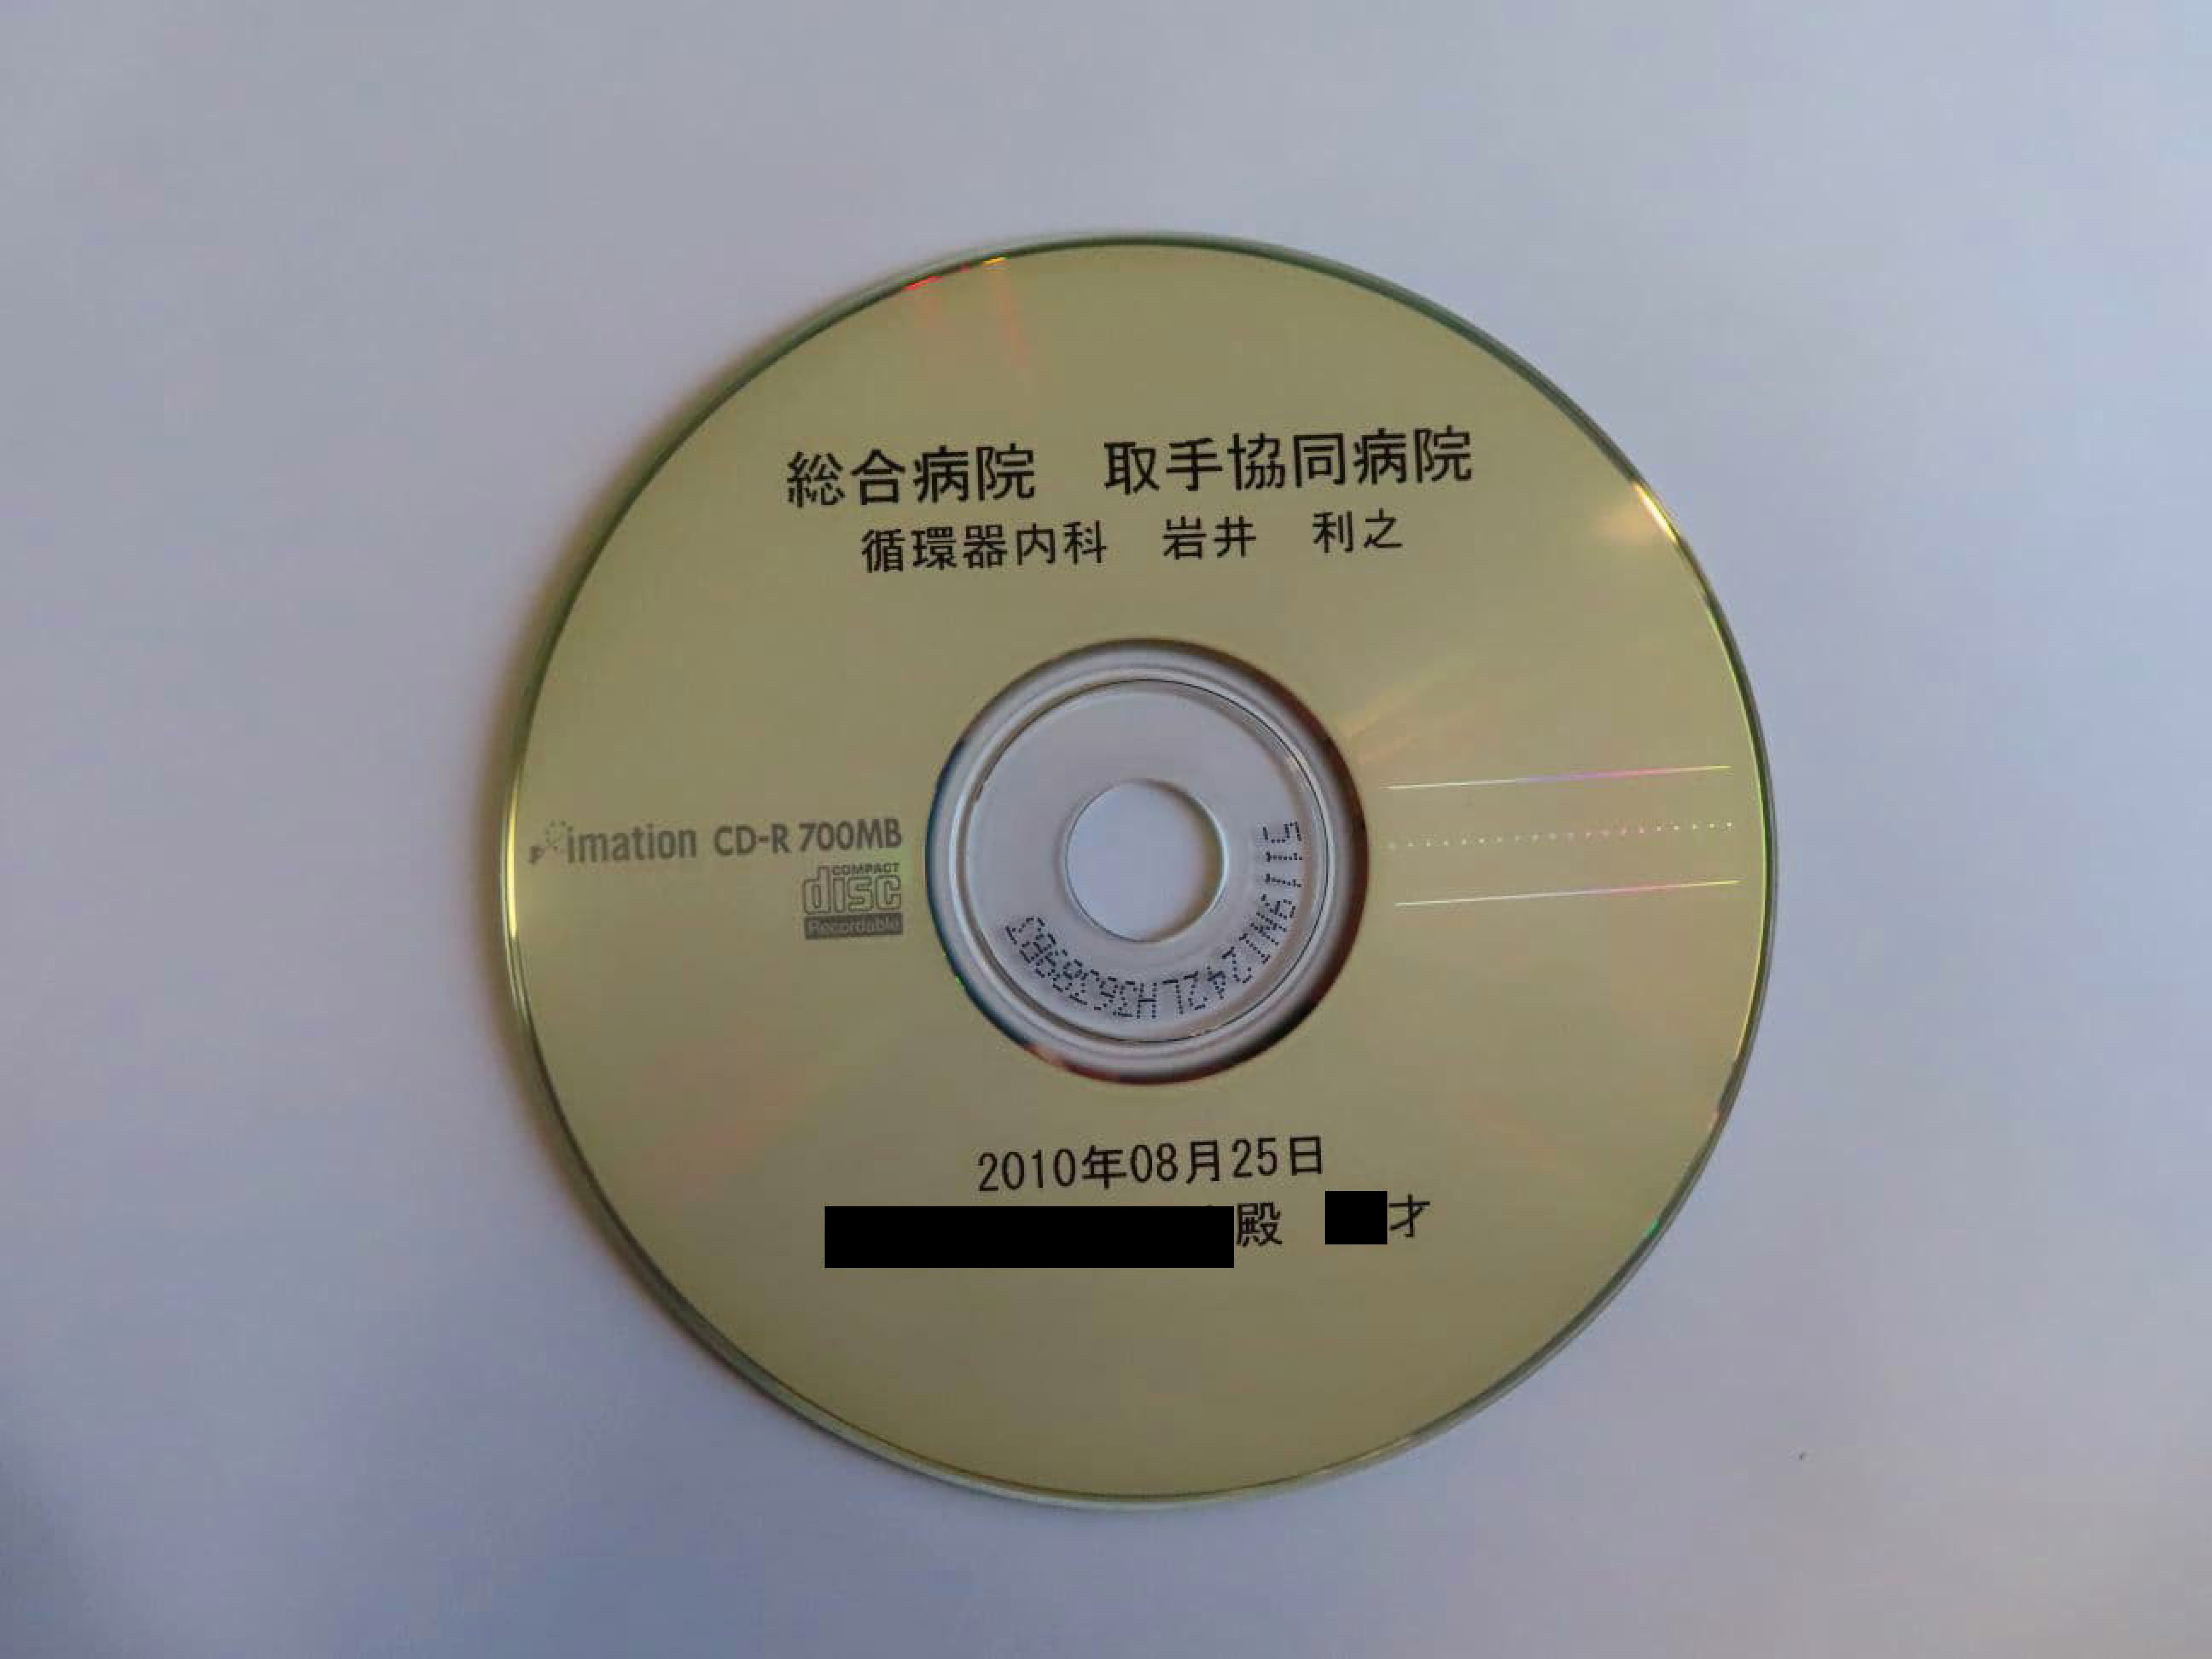 総合病院　取手協同病院
循環器内科　岩井　利之
imation CD-R 700MB
COMPACT
disc
Recordable
2010年08月25日
殿　才